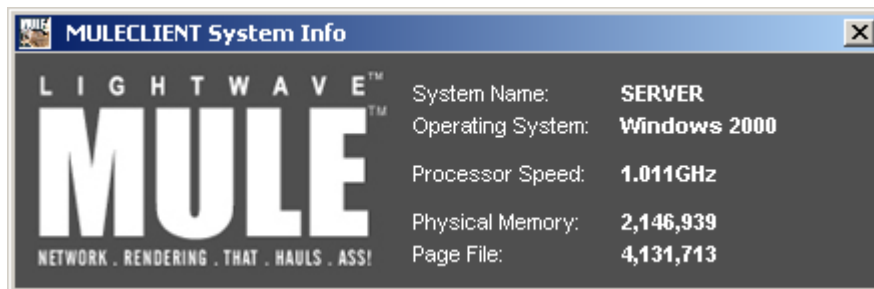 MULECLIENT System Info
LIGHTWAVE™
MULE™
NETWORK . RENDERING . THAT . HAULS . ASS!
System Name: SERVER
Operating System: Windows 2000
Processor Speed: 1.011GHz
Physical Memory: 2,146,939
Page File: 4,131,713